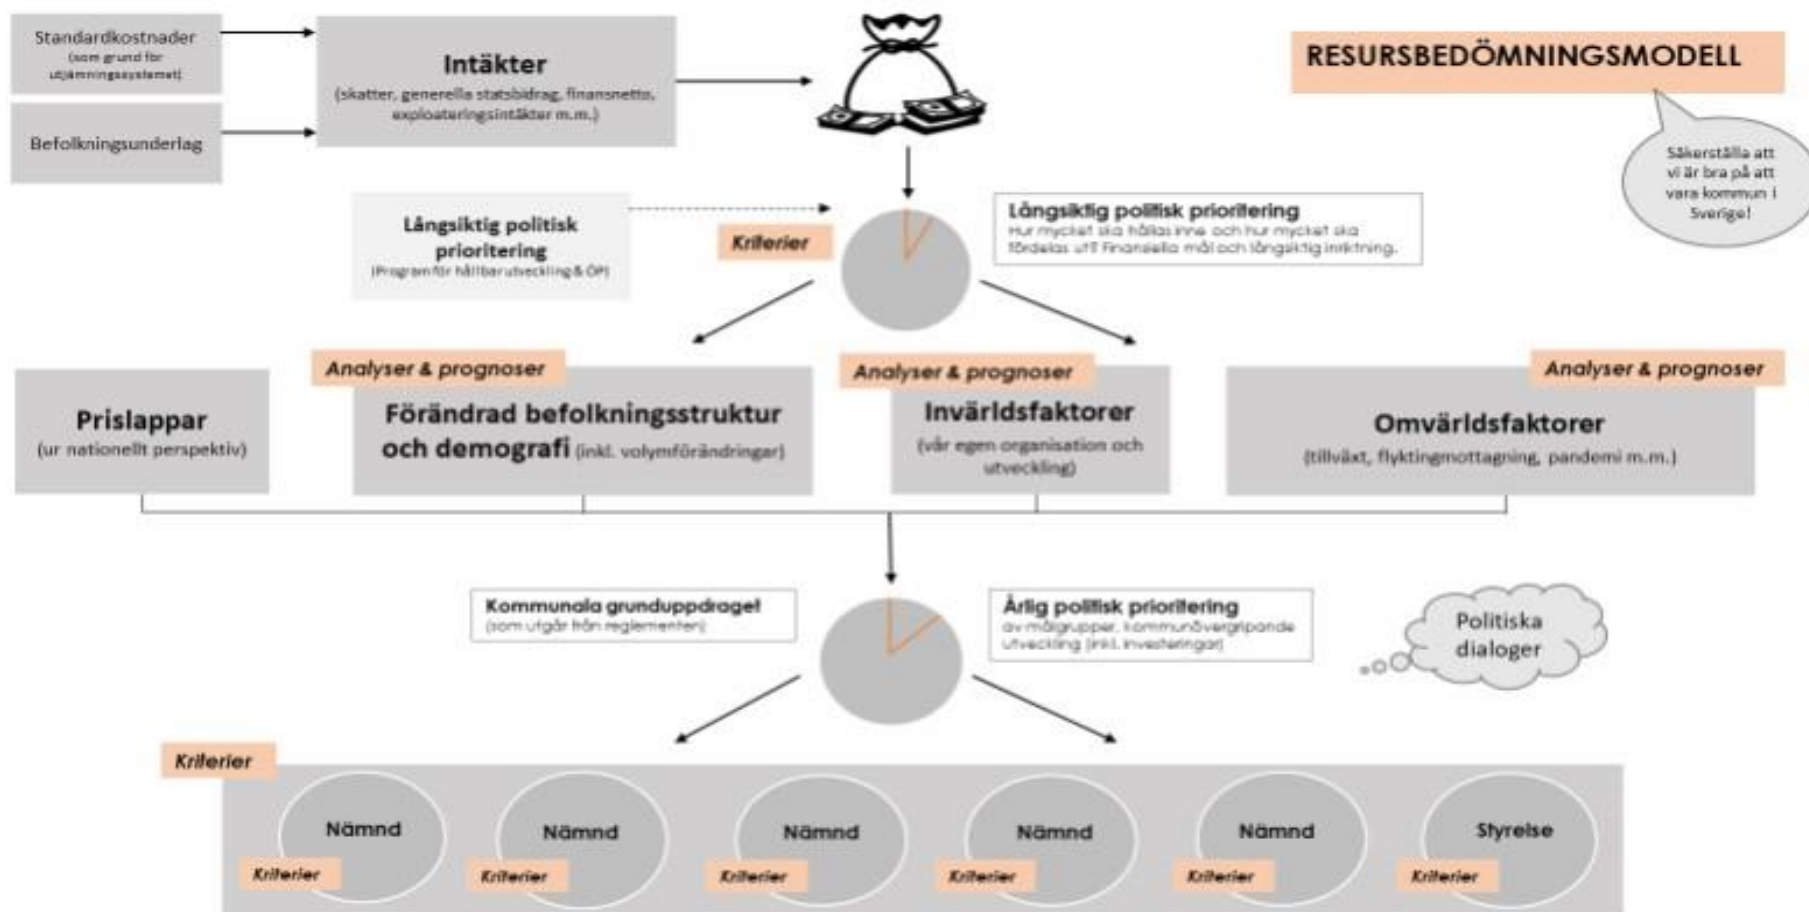 Standardkostnader
(som grund för
utjämningssystemet)
Befolkningsunderlag
Intäkter
(skatter, generella statsbidrag, finansnetto,
exploateringsintäkter m.m.)
RESURSBEDÖMNINGSMODELL
Säkerställa att
vi är bra på att
vara kommun i
Sverige!
Långsiktig politisk
prioritering
(Program för hållbar utveckling & ÖP)
Kriterier
Långsiktig politisk prioritering
Hur mycket ska hållas inne och hur mycket ska
fördelas ut? Finansiella mål och långsiktig inriktning.
Prislappar
(ur nationellt perspektiv)
Analyser & prognoser
Förändrad befolkningsstruktur
och demografi (inkl. volymförändringar)
Analyser & prognoser
Invärldsfaktorer
(vår egen organisation och
utveckling)
Analyser & prognoser
Omvärldsfaktorer
(tillväxt, flyktingmottagning, pandemi m.m.)
Kommunala grunduppdraget
(som utgår från reglementen)
Årlig politisk prioritering
av målgrupper, kommunövergripande
utveckling (inkl. investeringar)
Politiska
dialoger
Kriterier
Nämnd
Kriterier
Nämnd
Kriterier
Nämnd
Kriterier
Nämnd
Kriterier
Nämnd
Kriterier
Styrelse
Kriterier